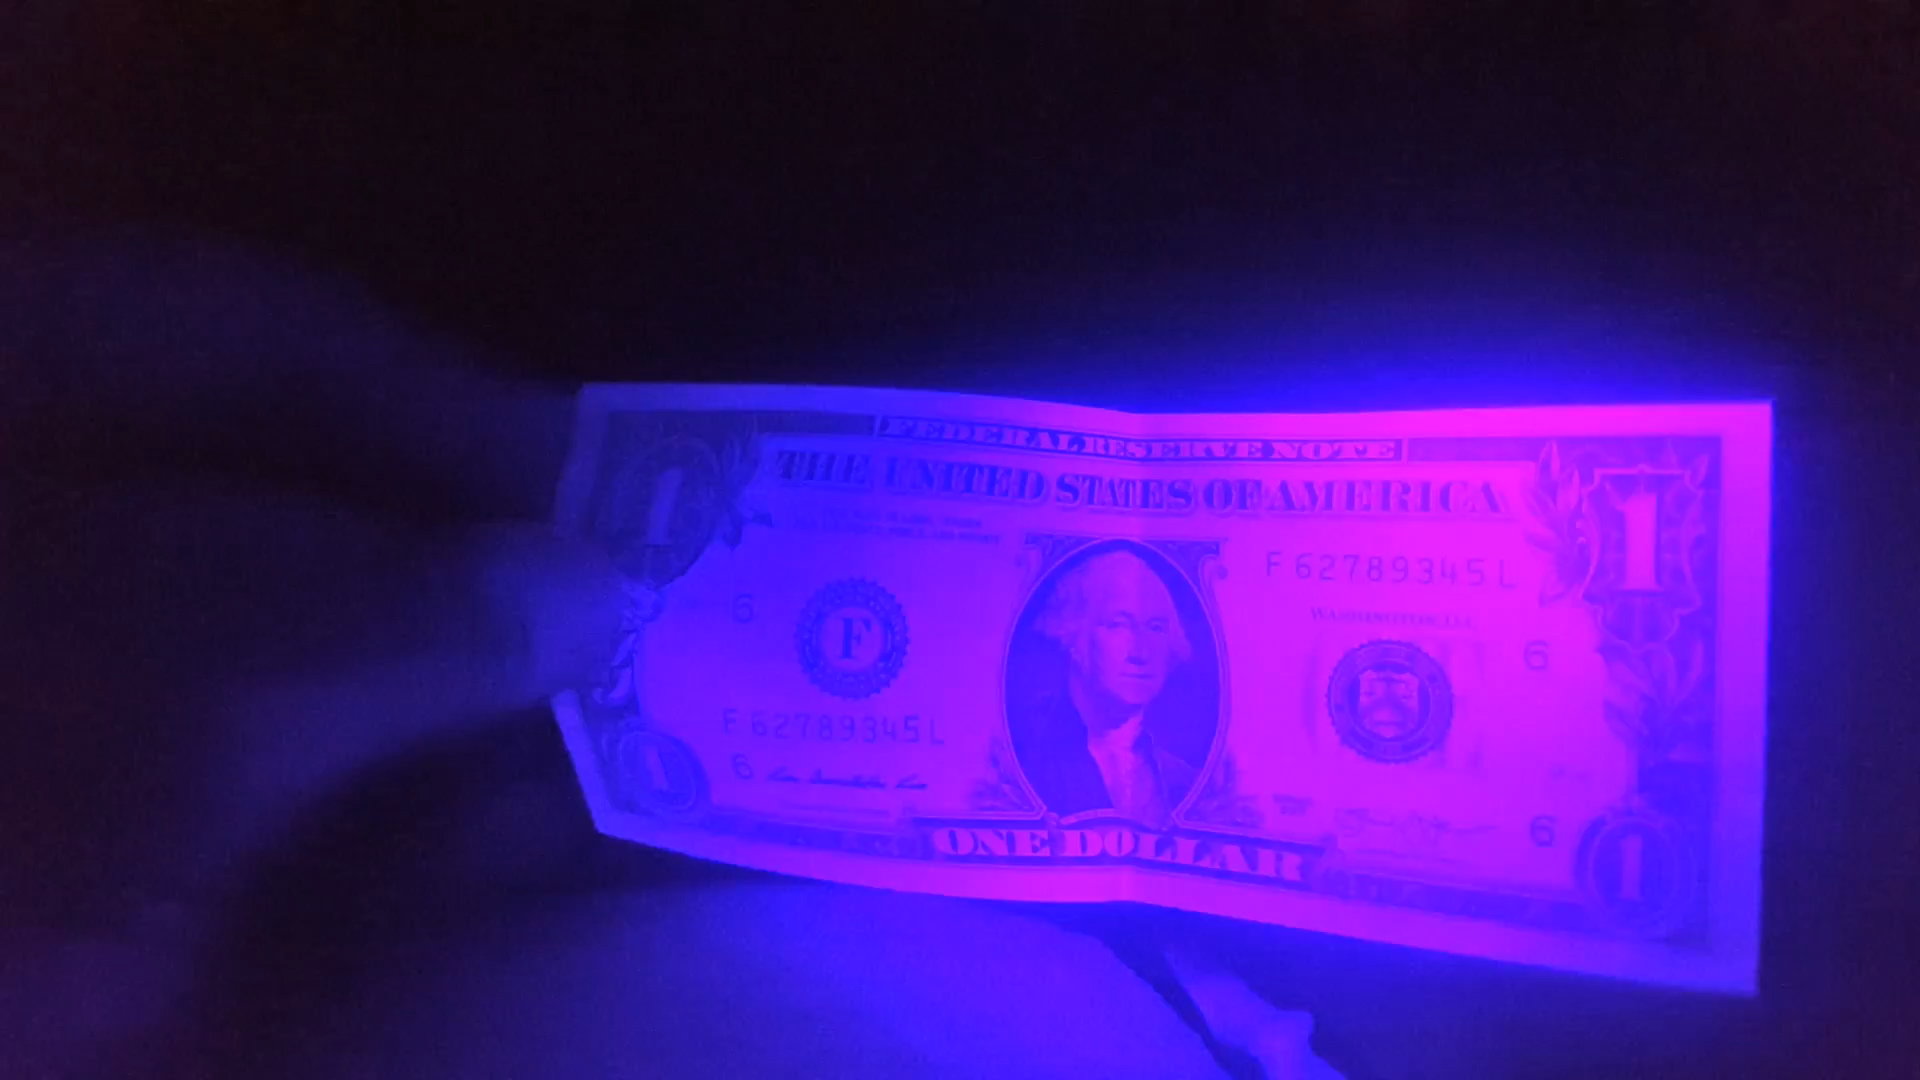 FEDERAL RESERVE NOTE
THE UNITED STATES OF AMERICA
1
1
F 62789345 L
WASHINGTON, D.C.
6
F
6
F 62789345 L
6
6
ONE DOLLAR
1
1